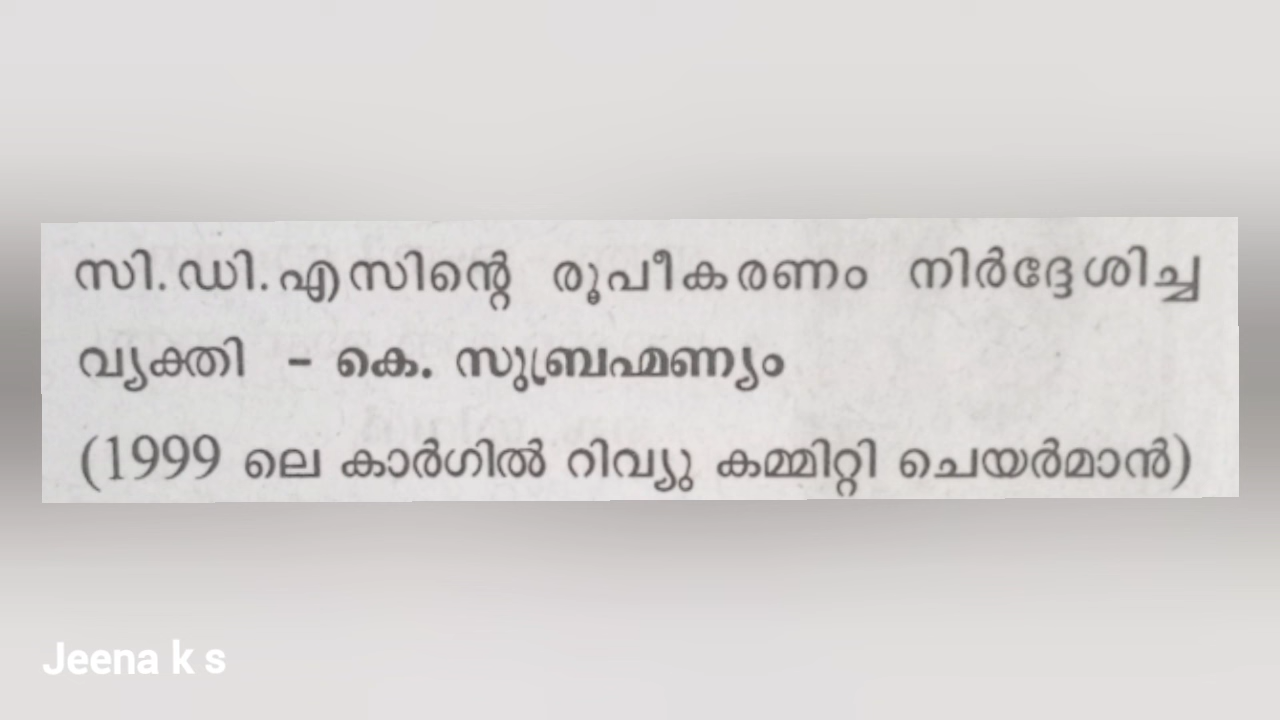 സി.ഡി.എസിന്റെ രൂപീകരണം നിർദ്ദേശിച്ച
വ്യക്തി - കെ. സുബ്രഹ്മണ്യം
(1999 ലെ കാർഗിൽ റിവ്യു കമ്മിറ്റി ചെയർമാൻ)
Jeena k s